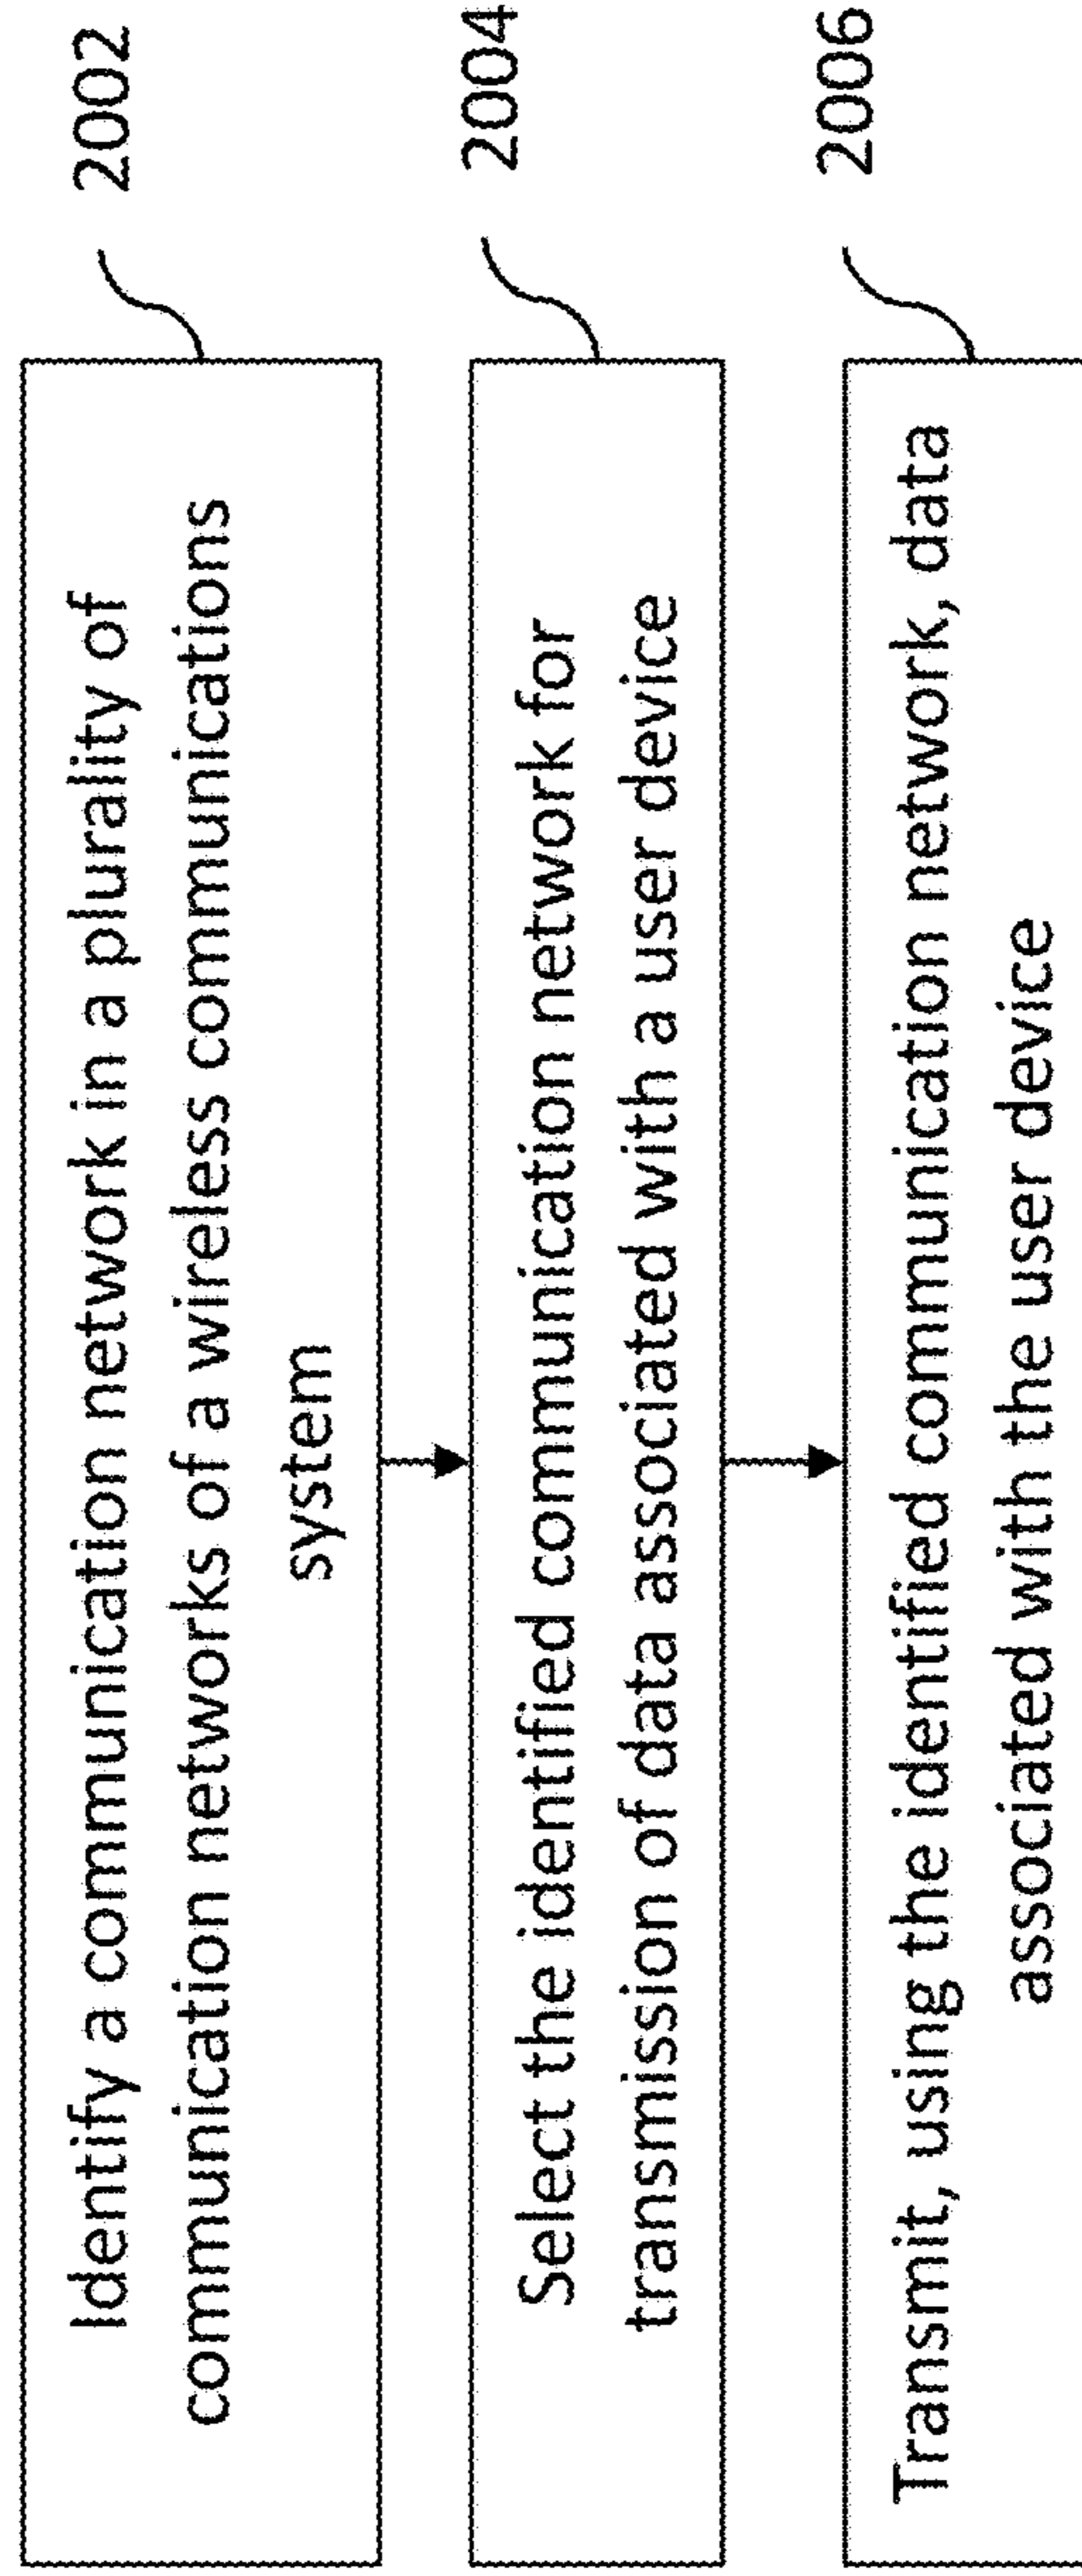 Identify a communication network in a plurality of
communication networks of a wireless communications
system
2002
Select the identified communication network for
transmission of data associated with a user device
2004
Transmit, using the identified communication network, data
associated with the user device
2006